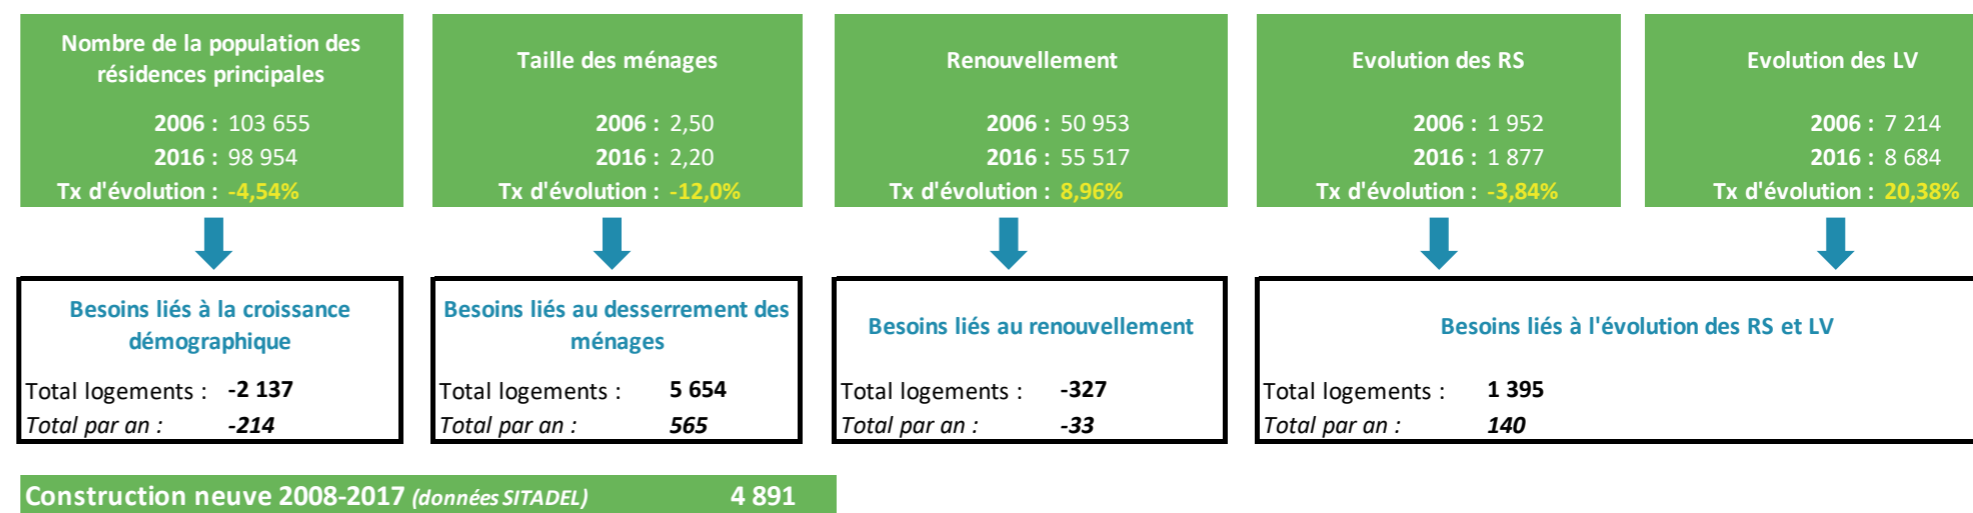 Nombre de la population des
résidences principales
2006 : 103 655
2016 : 98 954
Tx d'évolution : -4,54%
Taille des ménages
2006 : 2,50
2016 : 2,20
Tx d'évolution : -12,0%
Renouvellement
2006 : 50 953
2016 : 55 517
Tx d'évolution : 8,96%
Evolution des RS
2006 : 1 952
2016 : 1 877
Tx d'évolution : -3,84%
Evolution des LV
2006 : 7 214
2016 : 8 684
Tx d'évolution : 20,38%
Besoins liés à la croissance
démographique
Total logements : -2 137
Total par an : -214
Besoins liés au desserrement des
ménages
Total logements : 5 654
Total par an : 565
Besoins liés au renouvellement
Total logements : -327
Total par an : -33
Besoins liés à l'évolution des RS et LV
Total logements : 1 395
Total par an : 140
Construction neuve 2008-2017 (données SITADEL) 4 891